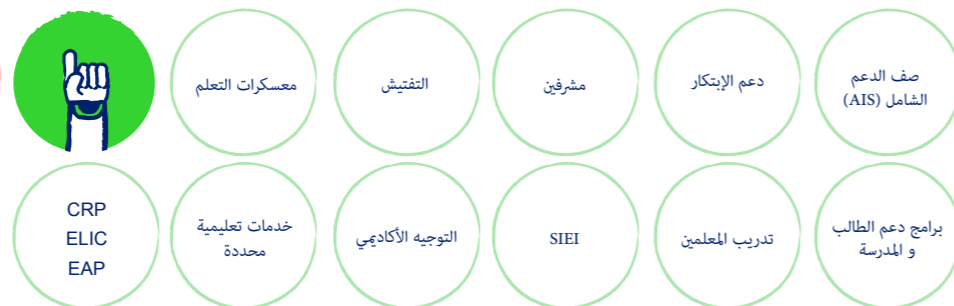 صف الدعم
الشامل (AIS)
دعم الإبتكار
مشرفين
التفتيش
معسكرات التعلم
برامج دعم الطالب
و المدرسة
تدريب المعلمين
SIEI
التوجيه الأكاديمي
خدمات تعليمية
محددة
CRP
ELIC
EAP